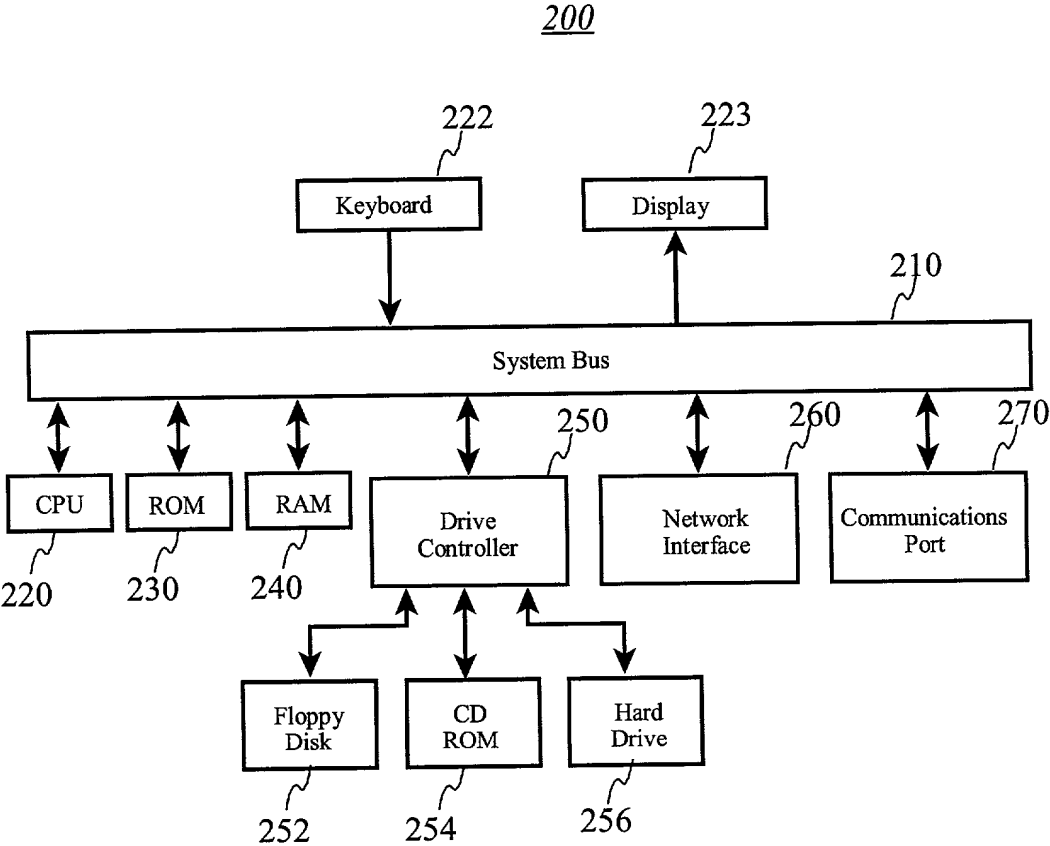 200
222
223
Keyboard
Display
210
System Bus
250
260
270
CPU
ROM
RAM
Drive
Controller
Network
Interface
Communications
Port
220
230
240
Floppy
Disk
CD
ROM
Hard
Drive
252
254
256